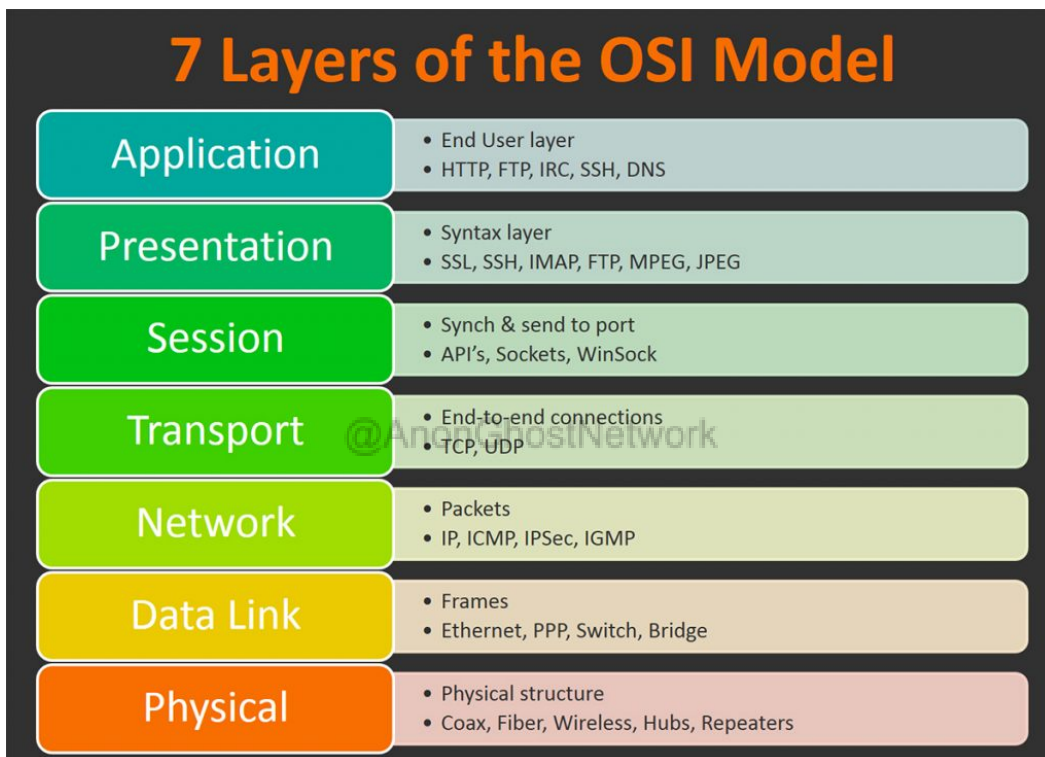 7 Layers of the OSI Model
Application
• End User layer
• HTTP, FTP, IRC, SSH, DNS
Presentation
• Syntax layer
• SSL, SSH, IMAP, FTP, MPEG, JPEG
Session
• Synch & send to port
• API's, Sockets, WinSock
Transport
• End-to-end connections
• TCP, UDP
@AnonGhostNetwork
Network
• Packets
• IP, ICMP, IPSec, IGMP
Data Link
• Frames
• Ethernet, PPP, Switch, Bridge
Physical
• Physical structure
• Coax, Fiber, Wireless, Hubs, Repeaters